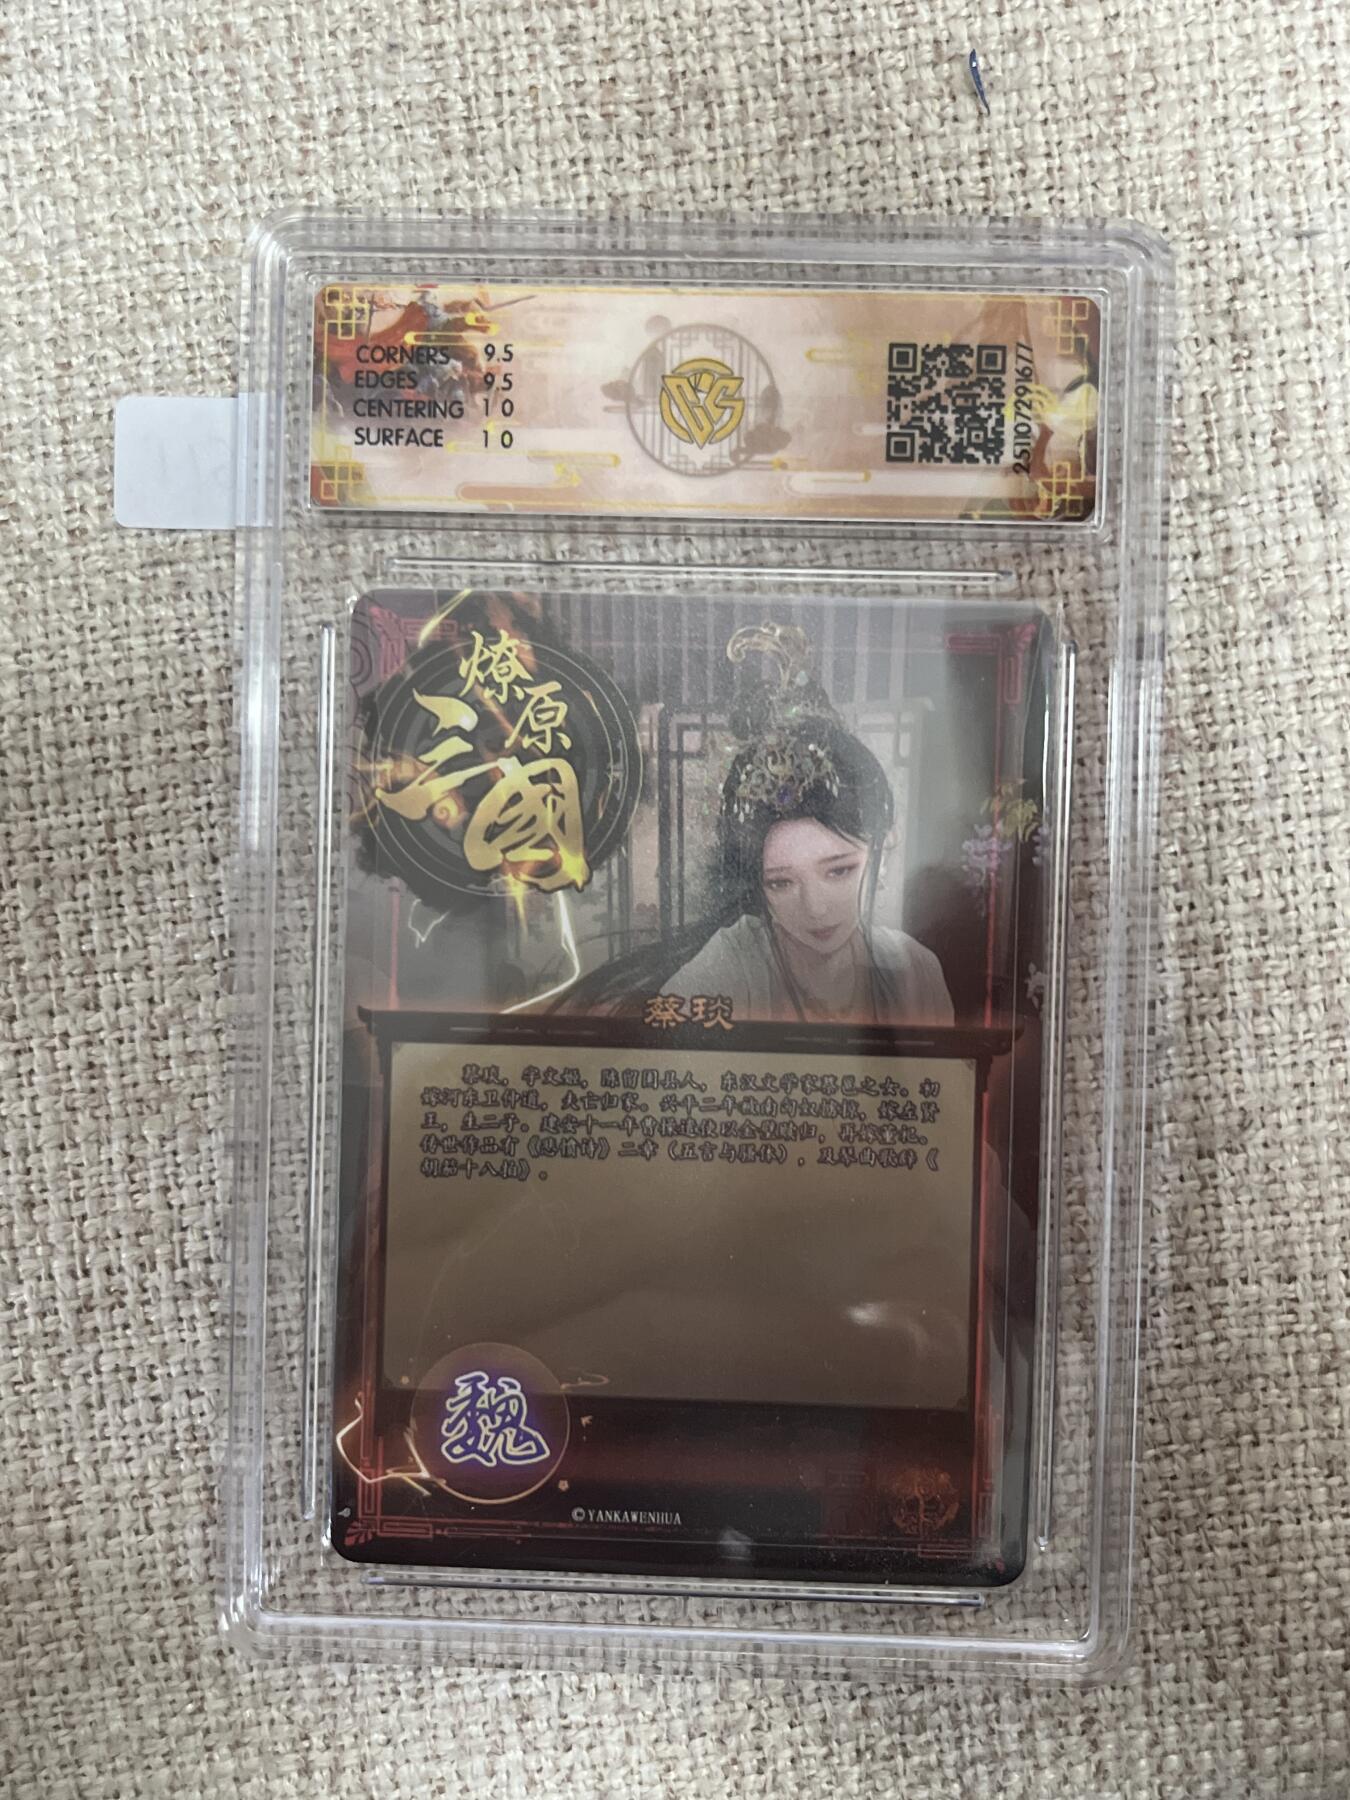 CORNERS 9.5
EDGES 9.5
CENTERING 10
SURFACE 10
2511072291677
燎原
三國
蔡琰
蔡琰，字文姬，陈留圉县人，东汉文学家蔡邕之女。初
嫁河东卫仲道，夫亡归家。兴平二年被南匈奴掳掠，嫁左贤
王，生二子。建安十一年曹操遣使以金璧赎归，再嫁董祀。
传世作品有《悲愤诗》二章（五言与骚体），及琴曲歌辞《
胡笳十八拍》。
魏
©YANKAWENHUA